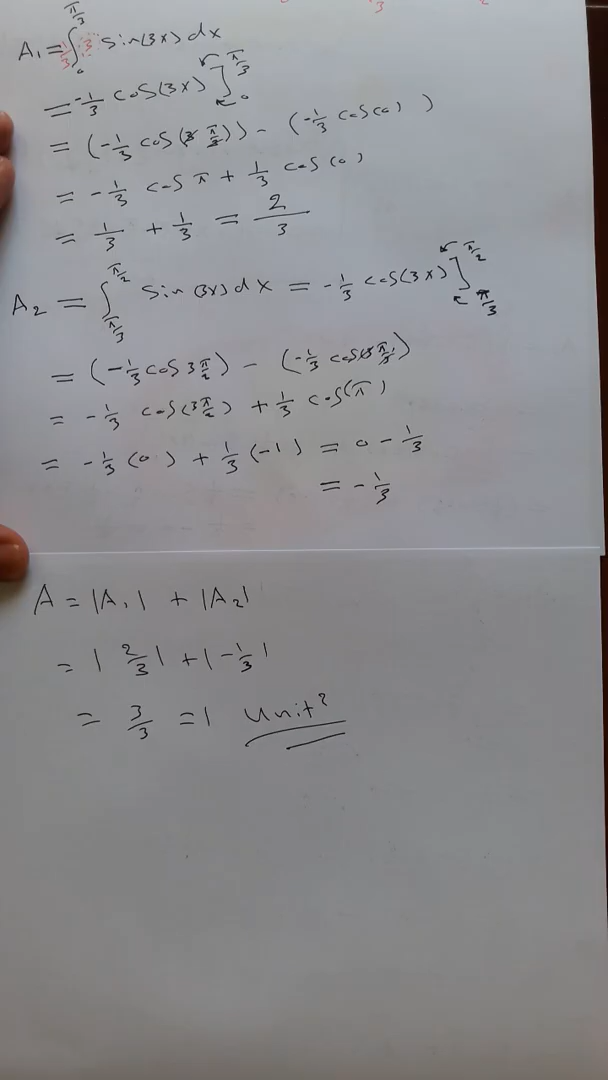 A₁ = 1/3 ∫₀^(π/3) 3 sin(3x) dx
= -1/3 cos(3x) ]₀^(π/3)
= (-1/3 cos(3 π/3)) - (-1/3 cos(0))
= -1/3 cos π + 1/3 cos(0)
= 1/3 + 1/3 = 2/3
A₂ = ∫_(π/3)^(π/2) sin(3x) dx = -1/3 cos(3x) ]_(π/3)^(π/2)
= (-1/3 cos 3π/2) - (-1/3 cos(3π/3))
= -1/3 cos(3π/2) + 1/3 cos(π)
= -1/3 (0) + 1/3 (-1) = 0 - 1/3
= -1/3
A = |A₁| + |A₂|
= |2/3| + |-1/3|
= 3/3 = 1 Unit²